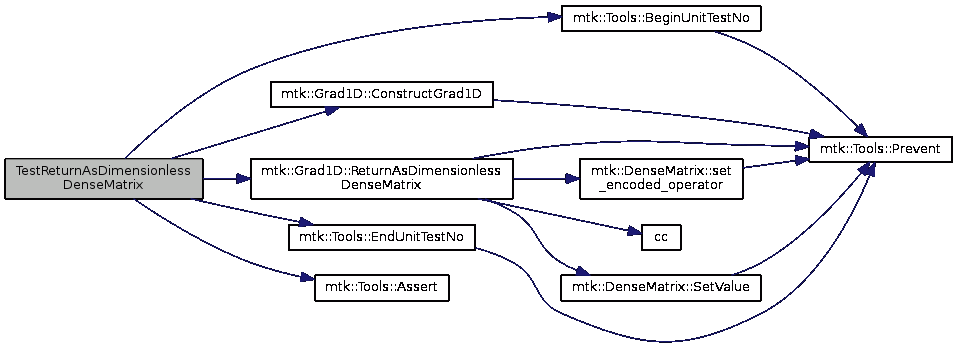 mtk::Tools::BeginUnitTestNo
mtk::Grad1D::ConstructGrad1D
mtk::Tools::Prevent
TestReturnAsDimensionless
DenseMatrix
mtk::Grad1D::ReturnAsDimensionless
DenseMatrix
mtk::DenseMatrix::set
_encoded_operator
mtk::Tools::EndUnitTestNo
cc
mtk::Tools::Assert
mtk::DenseMatrix::SetValue